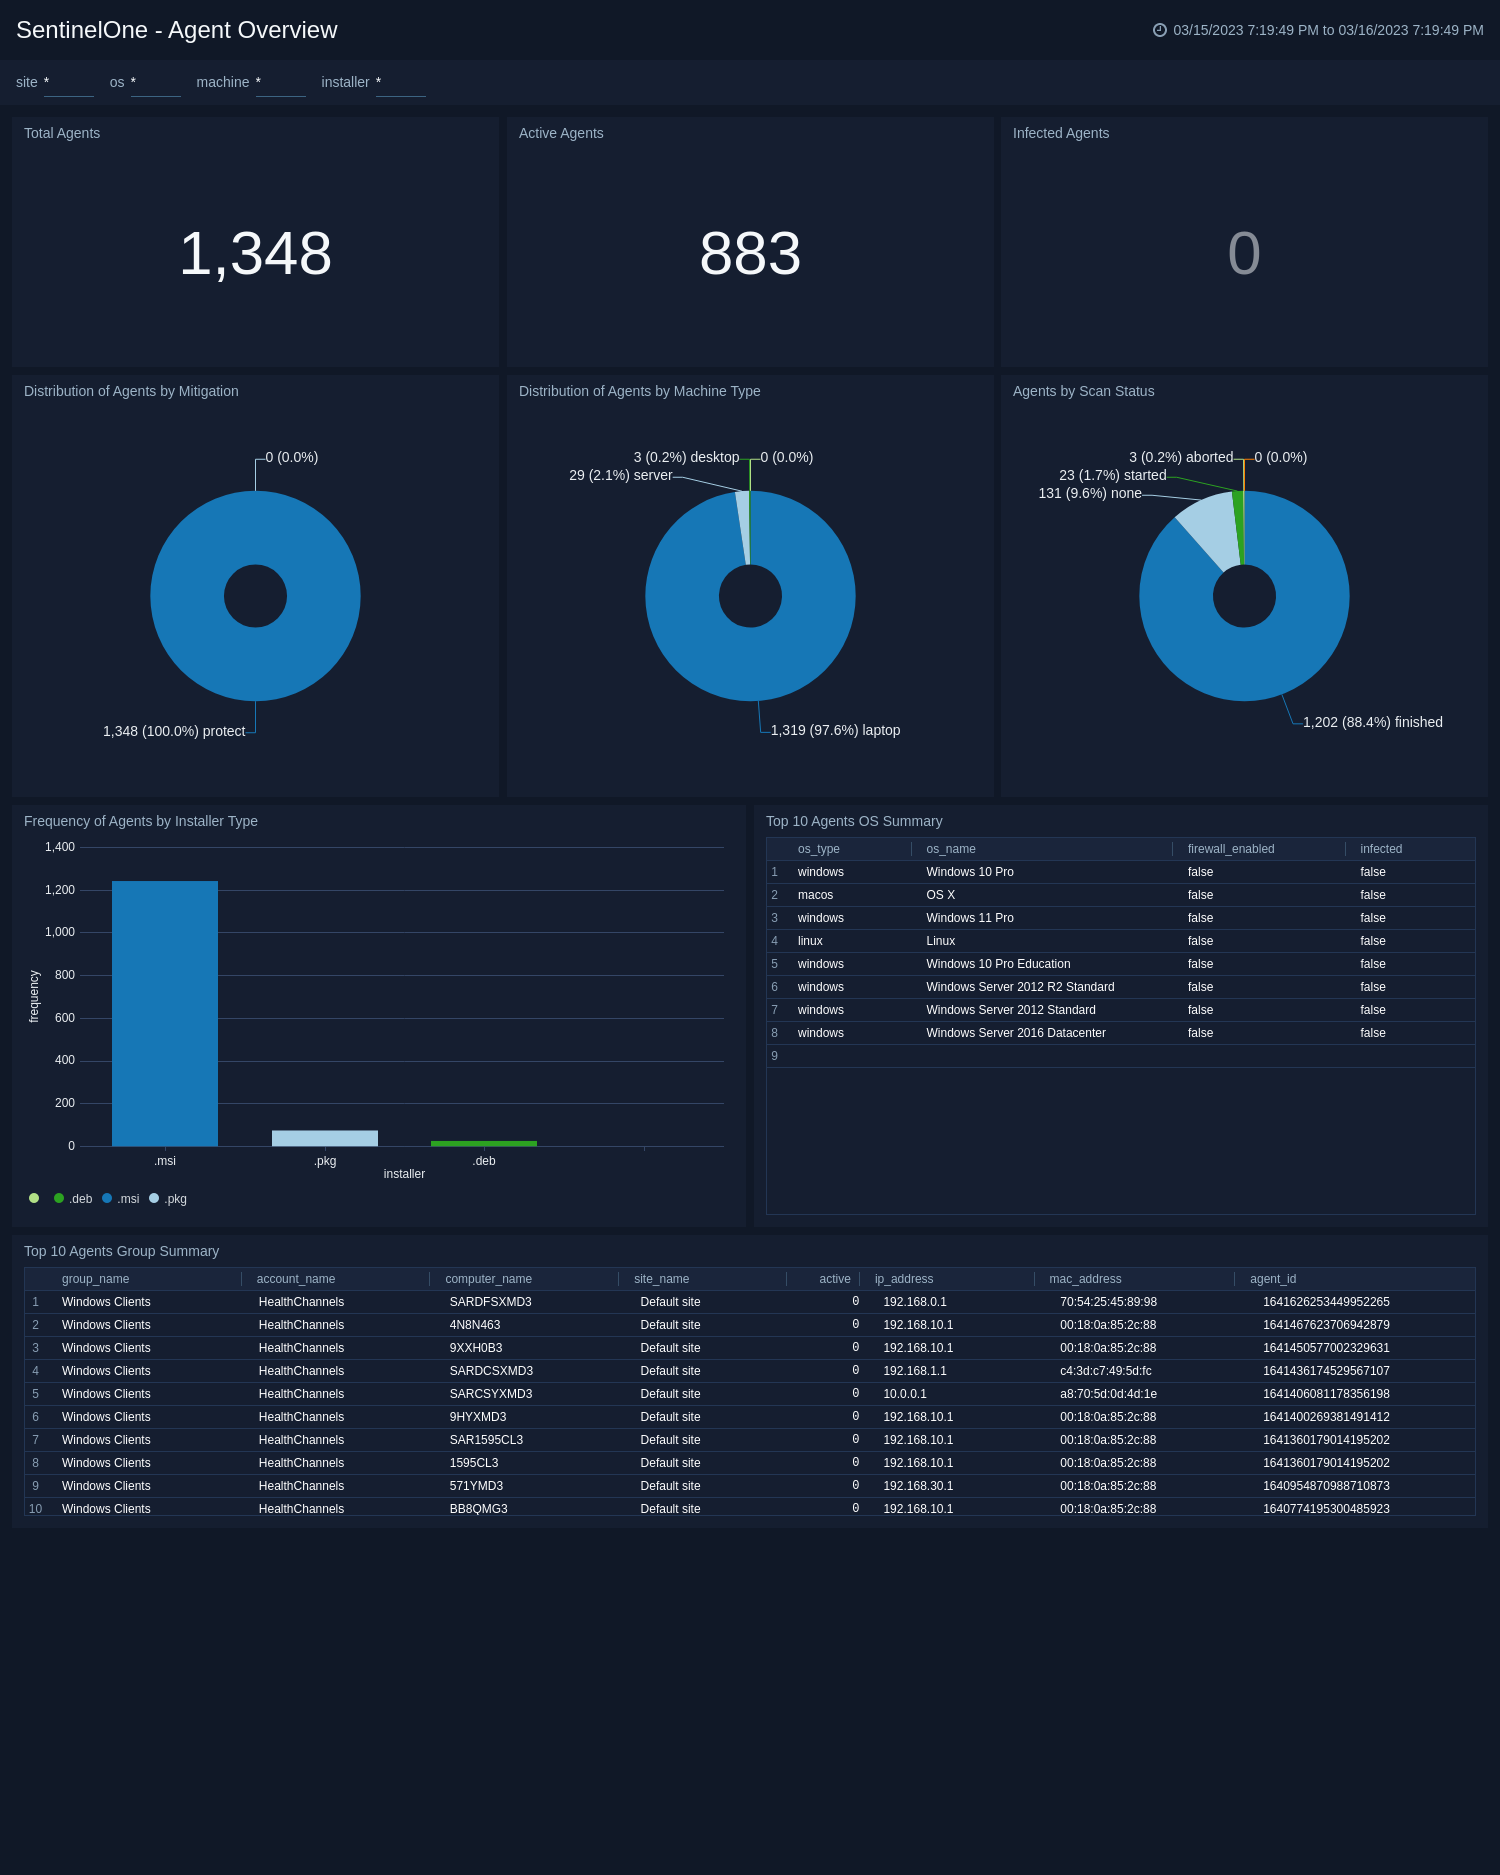 SentinelOne - Agent Overview
03/15/2023 7:19:49 PM to 03/16/2023 7:19:49 PM
site * os * machine * installer *
Total Agents
1,348
Active Agents
883
Infected Agents
0
Distribution of Agents by Mitigation
0 (0.0%)
1,348 (100.0%) protect
Distribution of Agents by Machine Type
3 (0.2%) desktop 0 (0.0%)
29 (2.1%) server
1,319 (97.6%) laptop
Agents by Scan Status
3 (0.2%) aborted 0 (0.0%)
23 (1.7%) started
131 (9.6%) none
1,202 (88.4%) finished
Frequency of Agents by Installer Type
1,400
1,200
1,000
800
600
400
200
0
frequency
.msi .pkg .deb
installer
.deb .msi .pkg
Top 10 Agents OS Summary
os_type os_name firewall_enabled infected
1 windows Windows 10 Pro false false
2 macos OS X false false
3 windows Windows 11 Pro false false
4 linux Linux false false
5 windows Windows 10 Pro Education false false
6 windows Windows Server 2012 R2 Standard false false
7 windows Windows Server 2012 Standard false false
8 windows Windows Server 2016 Datacenter false false
9
Top 10 Agents Group Summary
group_name account_name computer_name site_name active ip_address mac_address agent_id
1 Windows Clients HealthChannels SARDFSXMD3 Default site 0 192.168.0.1 70:54:25:45:89:98 1641626253449952265
2 Windows Clients HealthChannels 4N8N463 Default site 0 192.168.10.1 00:18:0a:85:2c:88 1641467623706942879
3 Windows Clients HealthChannels 9XXH0B3 Default site 0 192.168.10.1 00:18:0a:85:2c:88 1641450577002329631
4 Windows Clients HealthChannels SARDCSXMD3 Default site 0 192.168.1.1 c4:3d:c7:49:5d:fc 1641436174529567107
5 Windows Clients HealthChannels SARCSYXMD3 Default site 0 10.0.0.1 a8:70:5d:0d:4d:1e 1641406081178356198
6 Windows Clients HealthChannels 9HYXMD3 Default site 0 192.168.10.1 00:18:0a:85:2c:88 1641400269381491412
7 Windows Clients HealthChannels SAR1595CL3 Default site 0 192.168.10.1 00:18:0a:85:2c:88 1641360179014195202
8 Windows Clients HealthChannels 1595CL3 Default site 0 192.168.10.1 00:18:0a:85:2c:88 1641360179014195202
9 Windows Clients HealthChannels 571YMD3 Default site 0 192.168.30.1 00:18:0a:85:2c:88 1640954870988710873
10 Windows Clients HealthChannels BB8QMG3 Default site 0 192.168.10.1 00:18:0a:85:2c:88 1640774195300485923